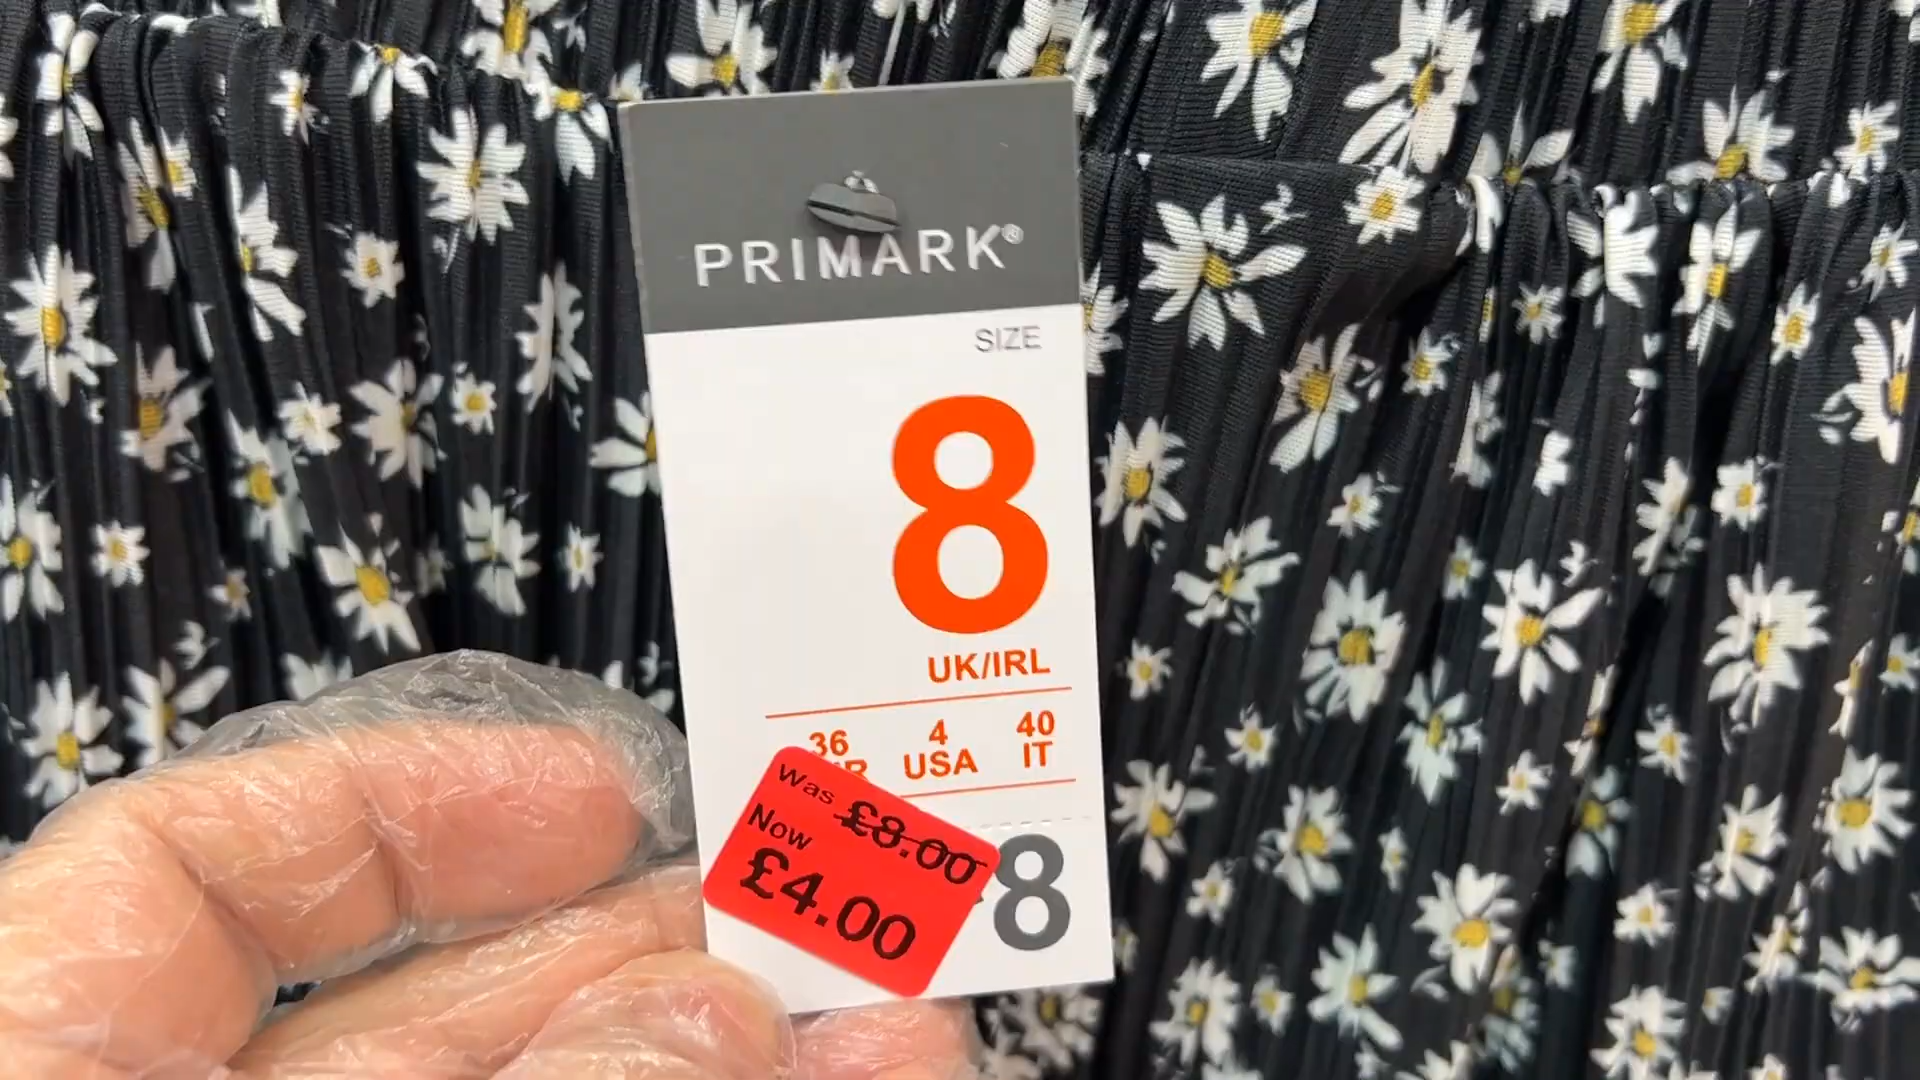 PRIMARK®
SIZE
8
UK/IRL
36 4 40
USA IT
Was £8.00
Now
£4.00
8